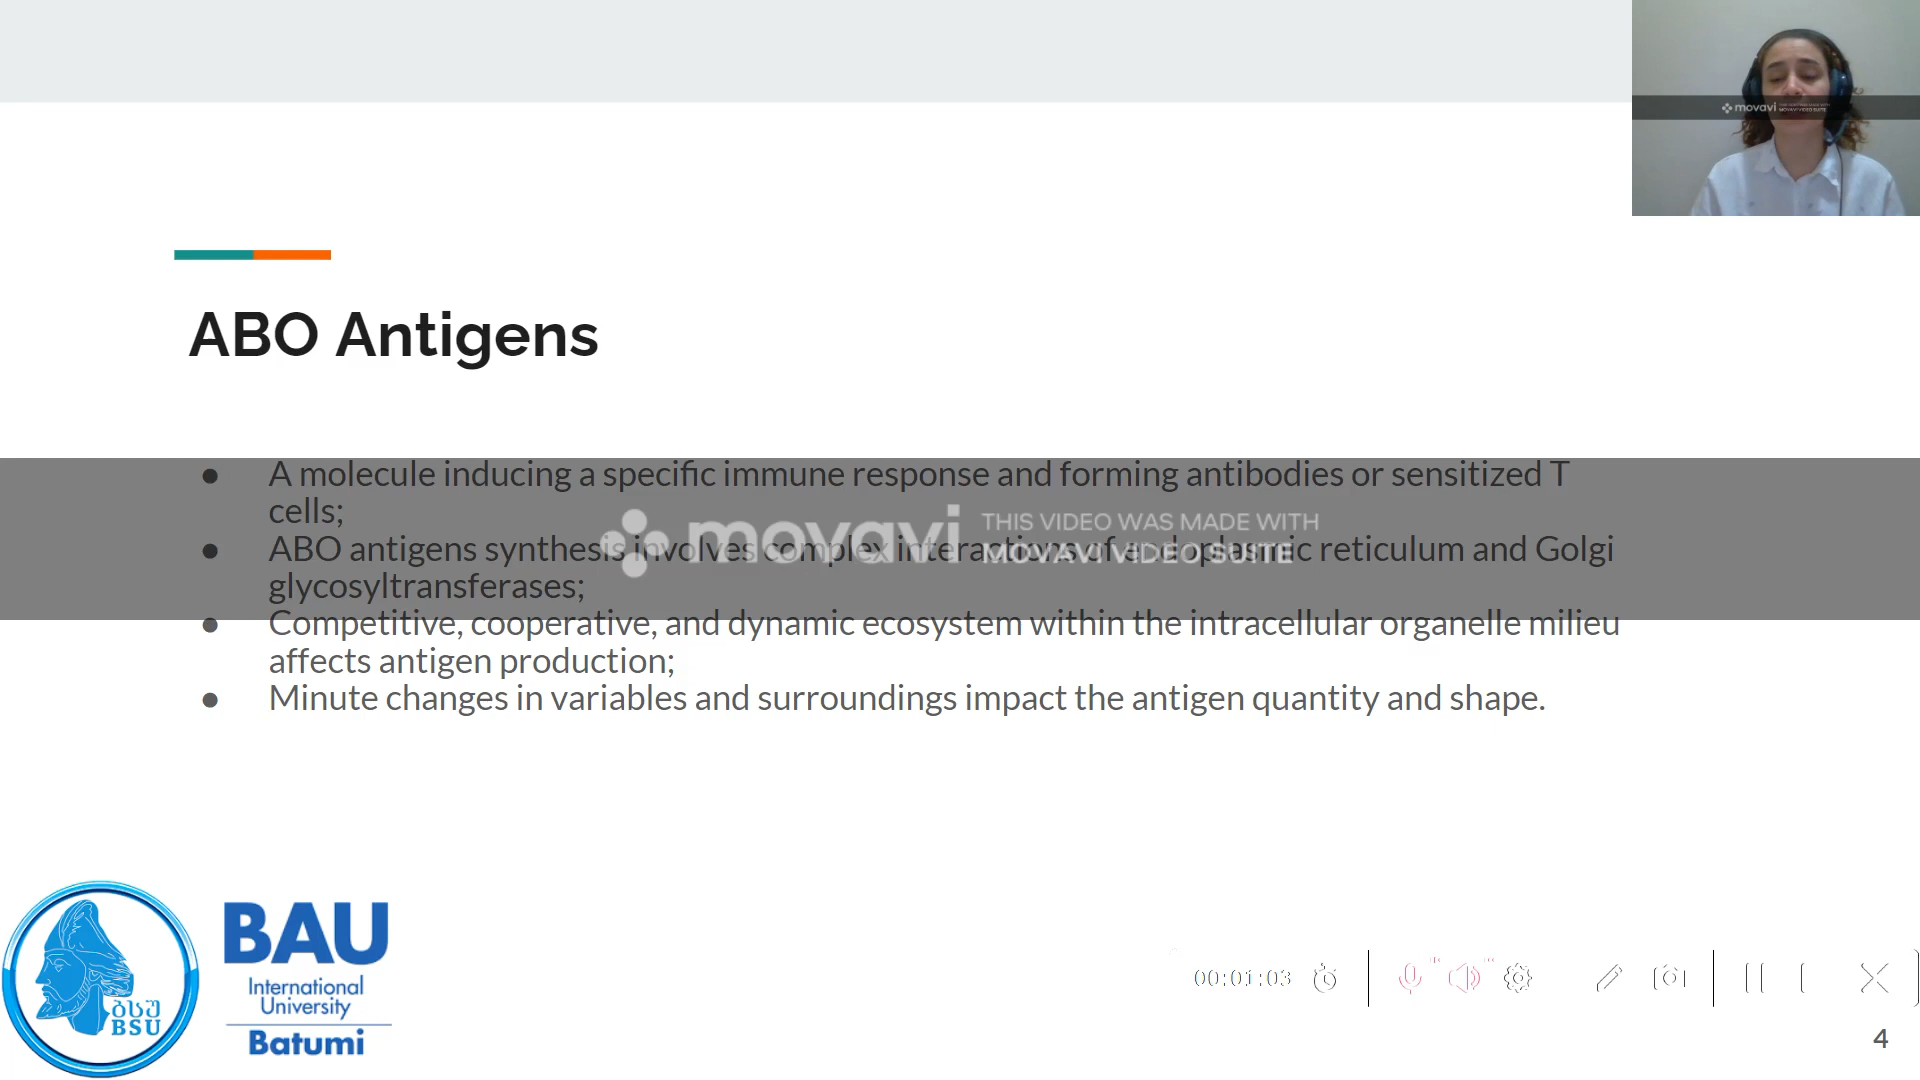 movavi
ABO Antigens
● A molecule inducing a specific immune response and forming antibodies or sensitized T
cells;
● ABO antigens synthesis involves complex interactions of endoplasmic reticulum and Golgi
glycosyltransferases;
● Competitive, cooperative, and dynamic ecosystem within the intracellular organelle milieu
affects antigen production;
● Minute changes in variables and surroundings impact the antigen quantity and shape.
movavi
THIS VIDEO WAS MADE WITH
MOVAVI VIDEO SUITE
ბსუ
BSU
BAU
International
University
Batumi
00:01:03
4